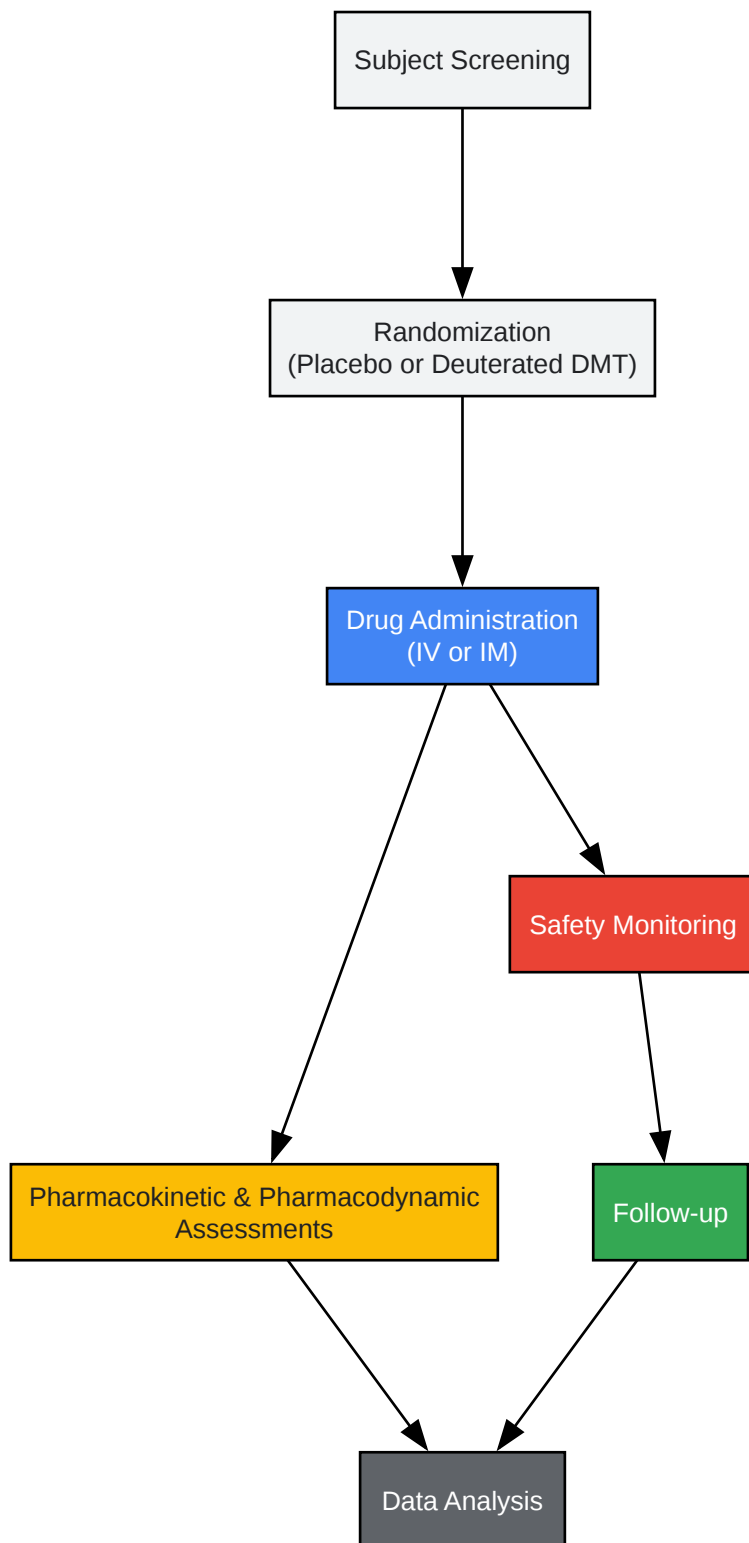 Subject Screening
Randomization
(Placebo or Deuterated DMT)
Drug Administration
(IV or IM)
Safety Monitoring
Pharmacokinetic & Pharmacodynamic
Assessments
Follow-up
Data Analysis